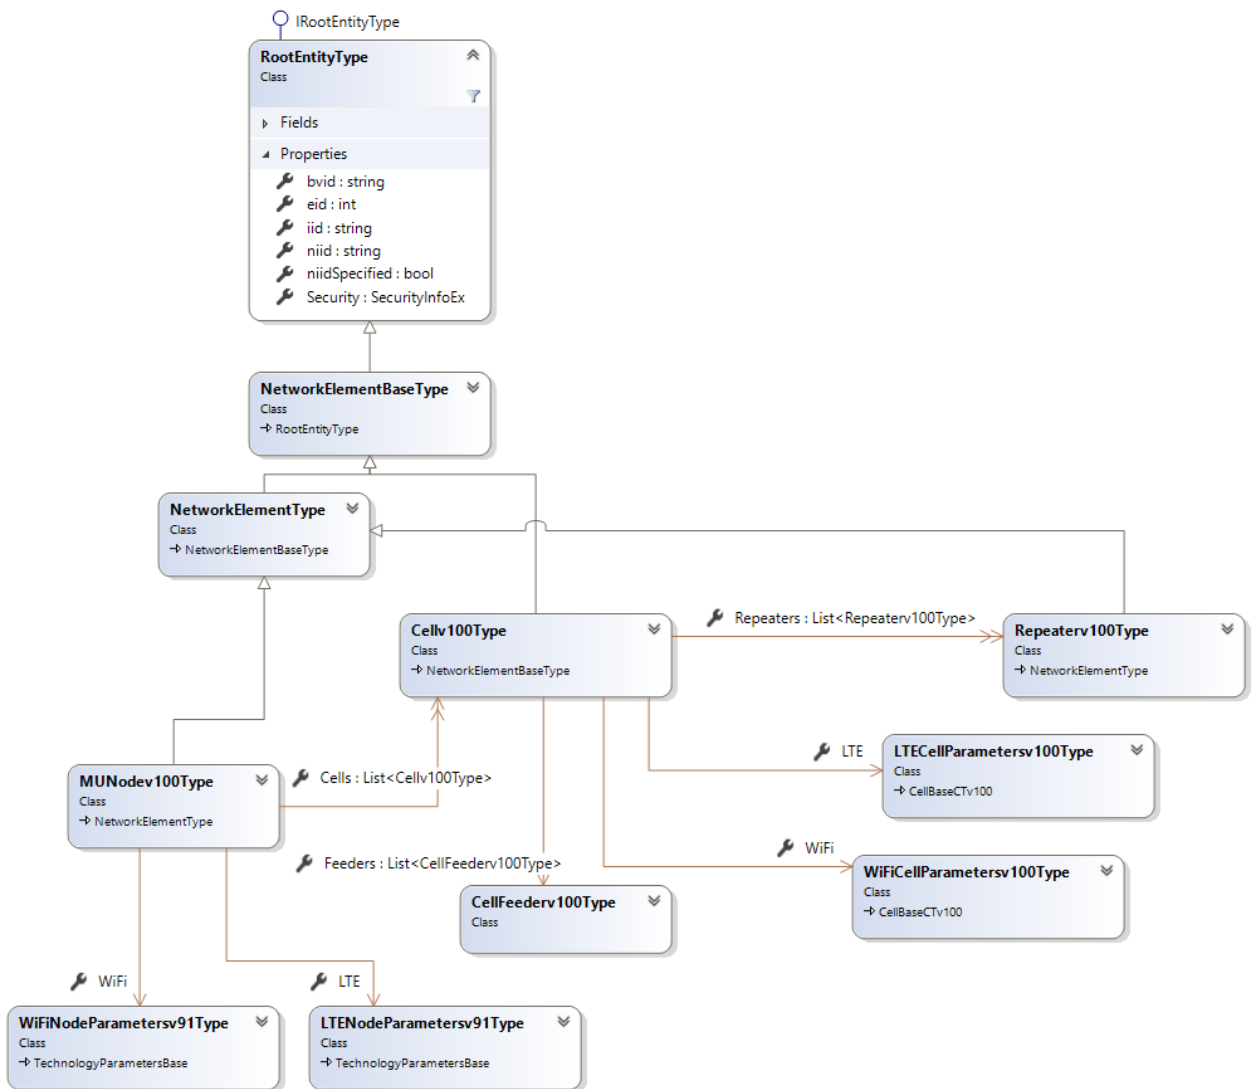 IRootEntityType
RootEntityType
Class
Fields
Properties
bvid : string
eid : int
iid : string
niid : string
niidSpecified : bool
Security : SecurityInfoEx
NetworkElementBaseType
Class
RootEntityType
NetworkElementType
Class
NetworkElementBaseType
Cellv100Type
Class
NetworkElementBaseType
Repeaters : List<Repeaterv100Type>
Repeaterv100Type
Class
NetworkElementType
MUNodev100Type
Class
NetworkElementType
Cells : List<Cellv100Type>
LTE
LTECellParametersv100Type
Class
CellBaseCTv100
WiFi
WiFiCellParametersv100Type
Class
CellBaseCTv100
Feeders : List<CellFeederv100Type>
CellFeederv100Type
Class
WiFi
WiFiNodeParametersv91Type
Class
TechnologyParametersBase
LTE
LTENodeParametersv91Type
Class
TechnologyParametersBase